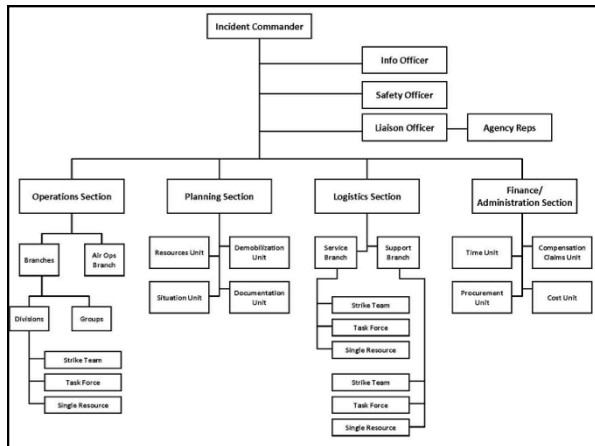 Incident Commander
Info Officer
Safety Officer
Liaison Officer
Agency Reps
Operations Section
Planning Section
Logistics Section
Finance/
Administration Section
Branches
Air Ops
Branch
Resources Unit
Demobilization
Unit
Service
Branch
Support
Branch
Time Unit
Compensation
Claims Unit
Situation Unit
Documentation
Unit
Procurement
Unit
Cost Unit
Divisions
Groups
Strike Team
Task Force
Single Resource
Strike Team
Task Force
Single Resource
Strike Team
Task Force
Single Resource